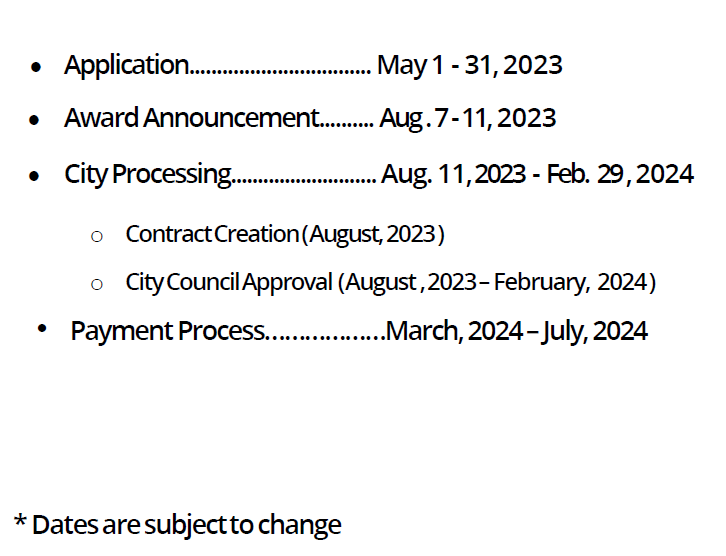 • Application................................. May 1 - 31, 2023
• Award Announcement.......... Aug. 7-11, 2023
• City Processing........................... Aug. 11, 2023 - Feb. 29, 2024
○ Contract Creation (August, 2023)
○ City Council Approval (August, 2023 – February, 2024)
• Payment Process………………March, 2024 – July, 2024
* Dates are subject to change